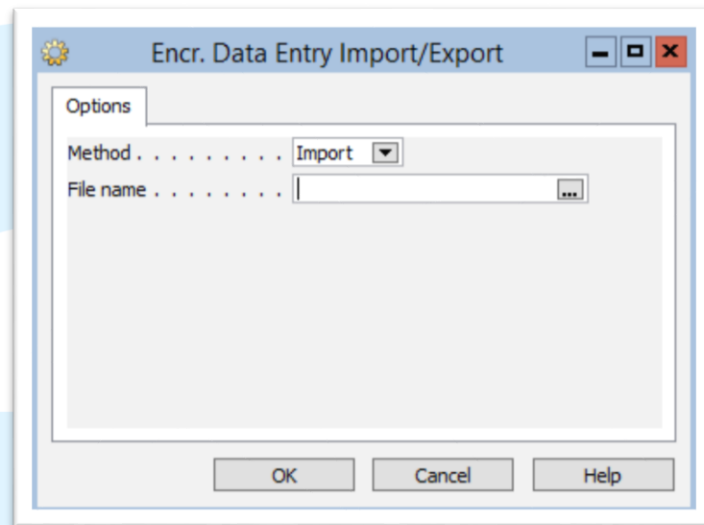 Encr. Data Entry Import/Export
Options
Method . . . . . . . . . Import
File name . . . . . . . . ...
OK Cancel Help